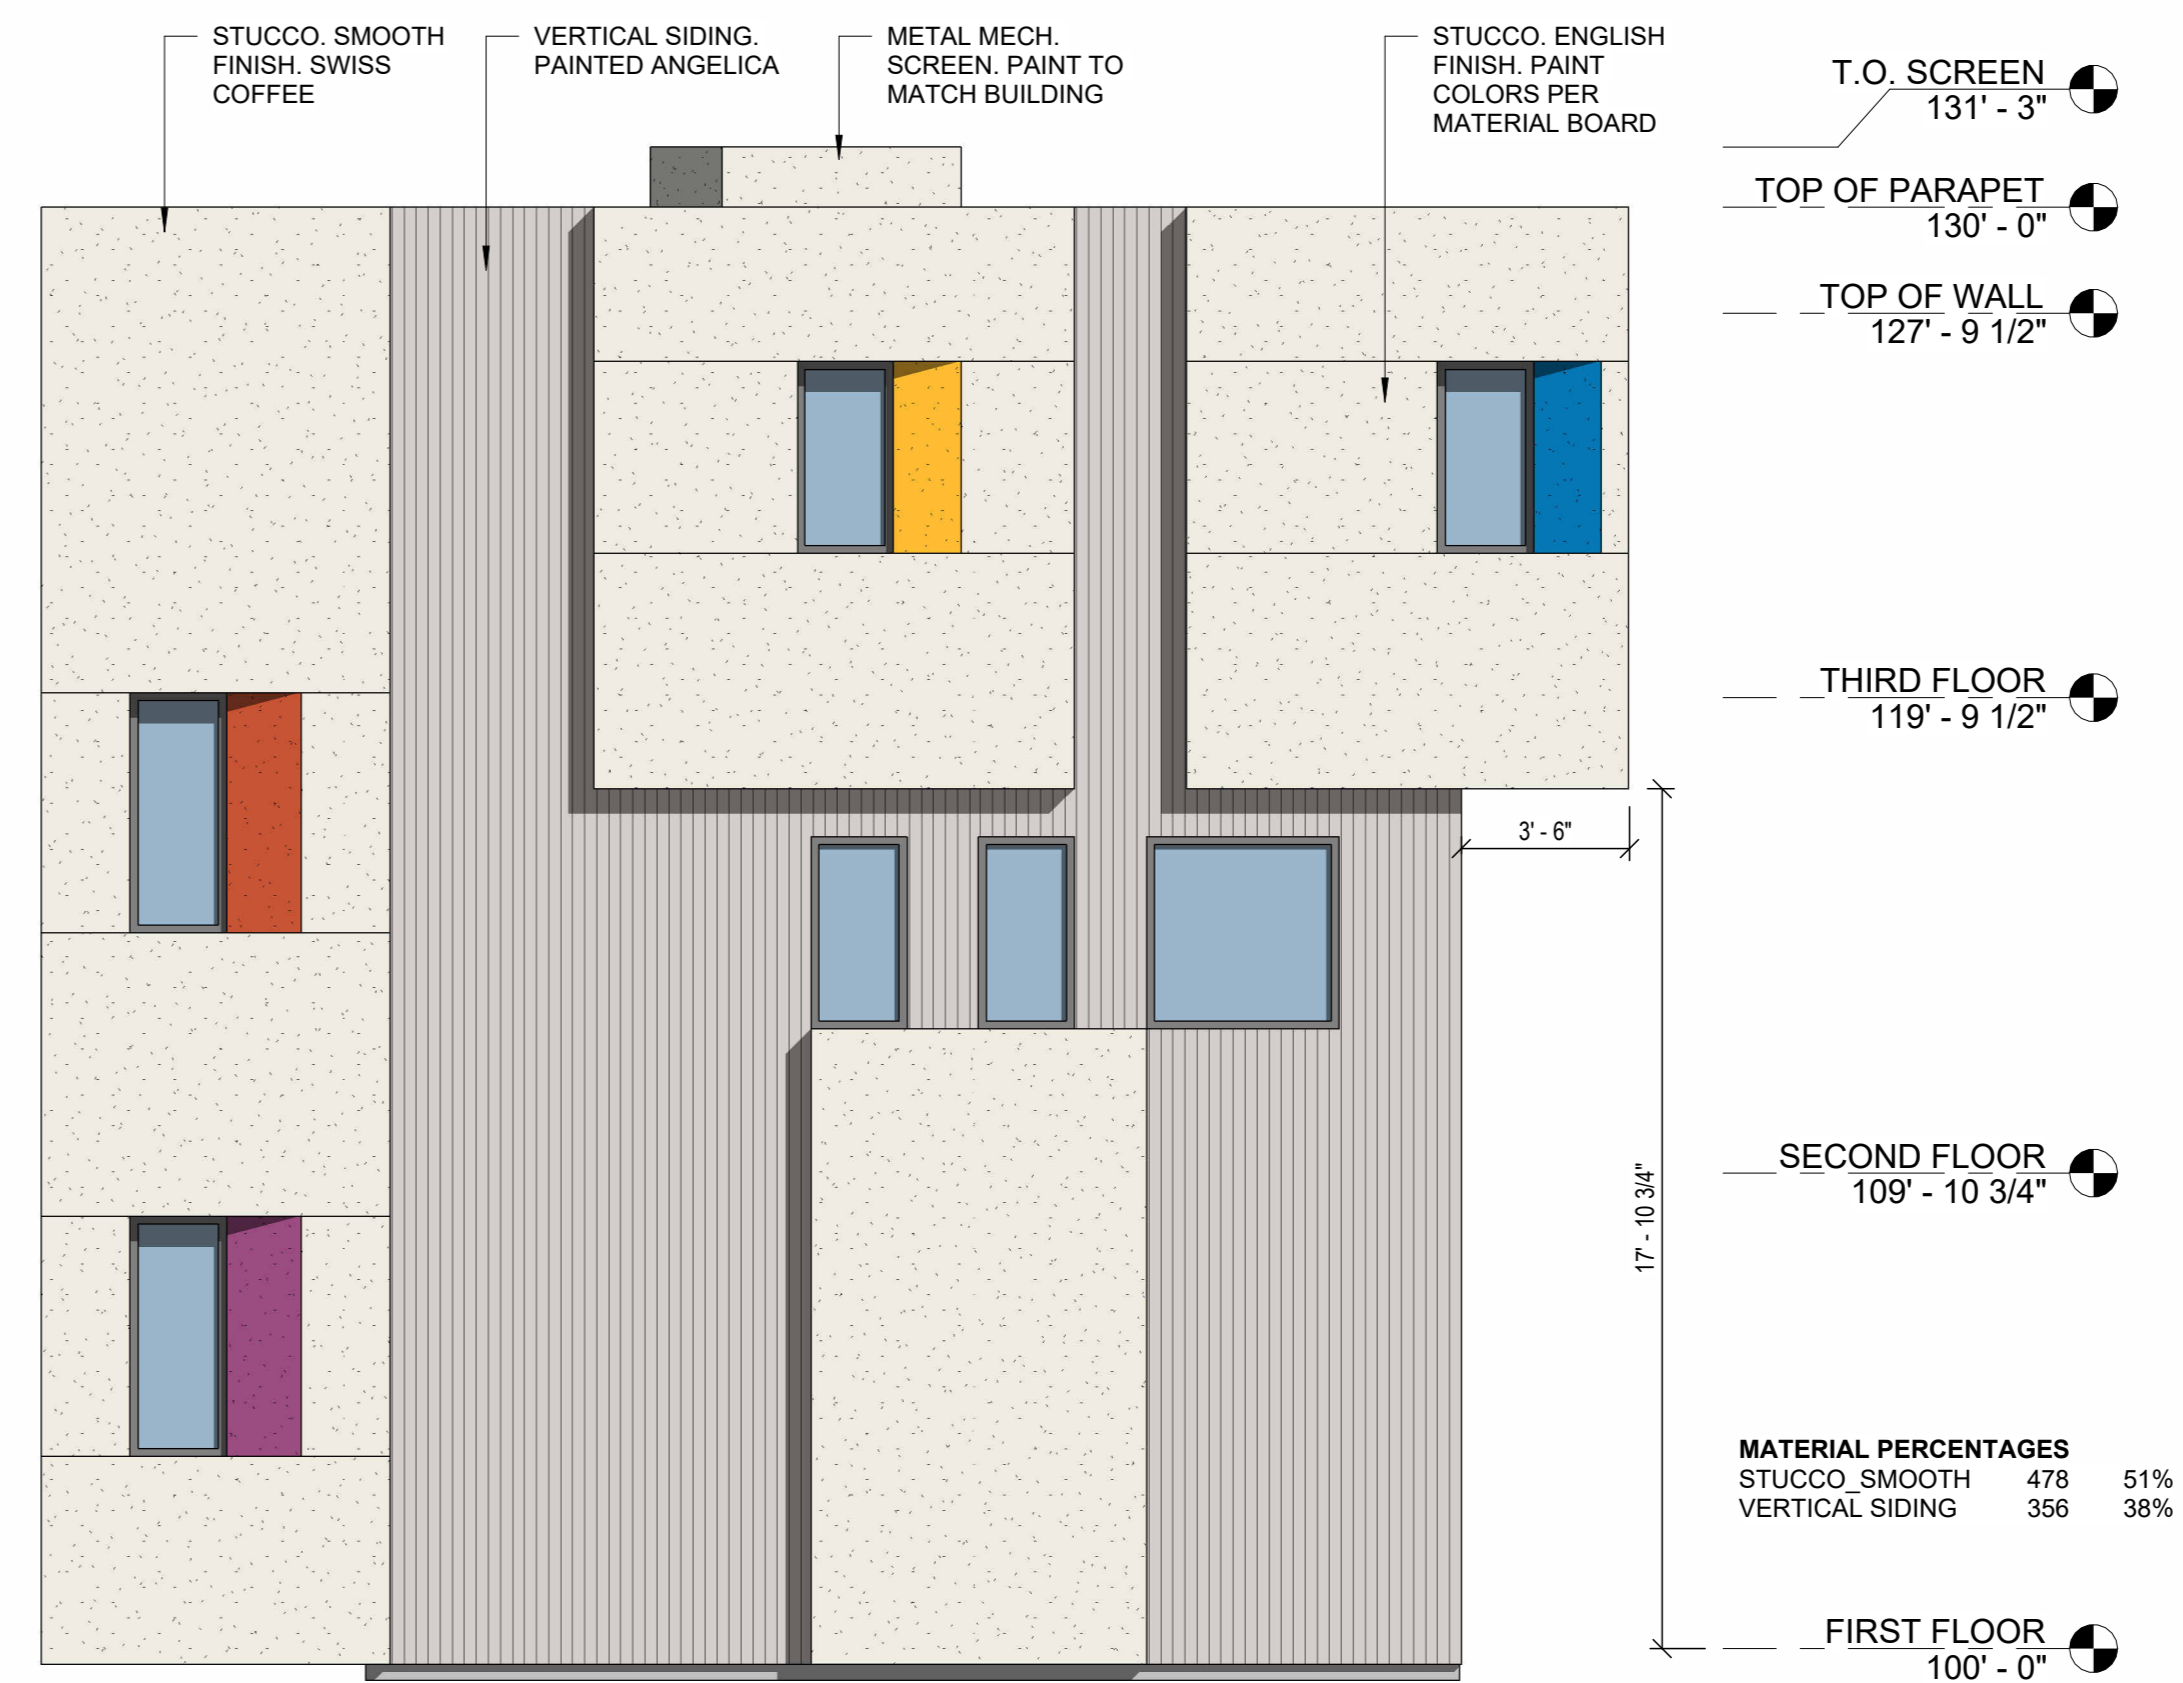 STUCCO. SMOOTH
FINISH. SWISS
COFFEE
VERTICAL SIDING.
PAINTED ANGELICA
METAL MECH.
SCREEN. PAINT TO
MATCH BUILDING
STUCCO. ENGLISH
FINISH. PAINT
COLORS PER
MATERIAL BOARD
T.O. SCREEN
131' - 3"
TOP OF PARAPET
130' - 0"
TOP OF WALL
127' - 9 1/2"
THIRD FLOOR
119' - 9 1/2"
3' - 6"
17' - 10 3/4"
SECOND FLOOR
109' - 10 3/4"
MATERIAL PERCENTAGES
STUCCO_SMOOTH 478 51%
VERTICAL SIDING 356 38%
FIRST FLOOR
100' - 0"